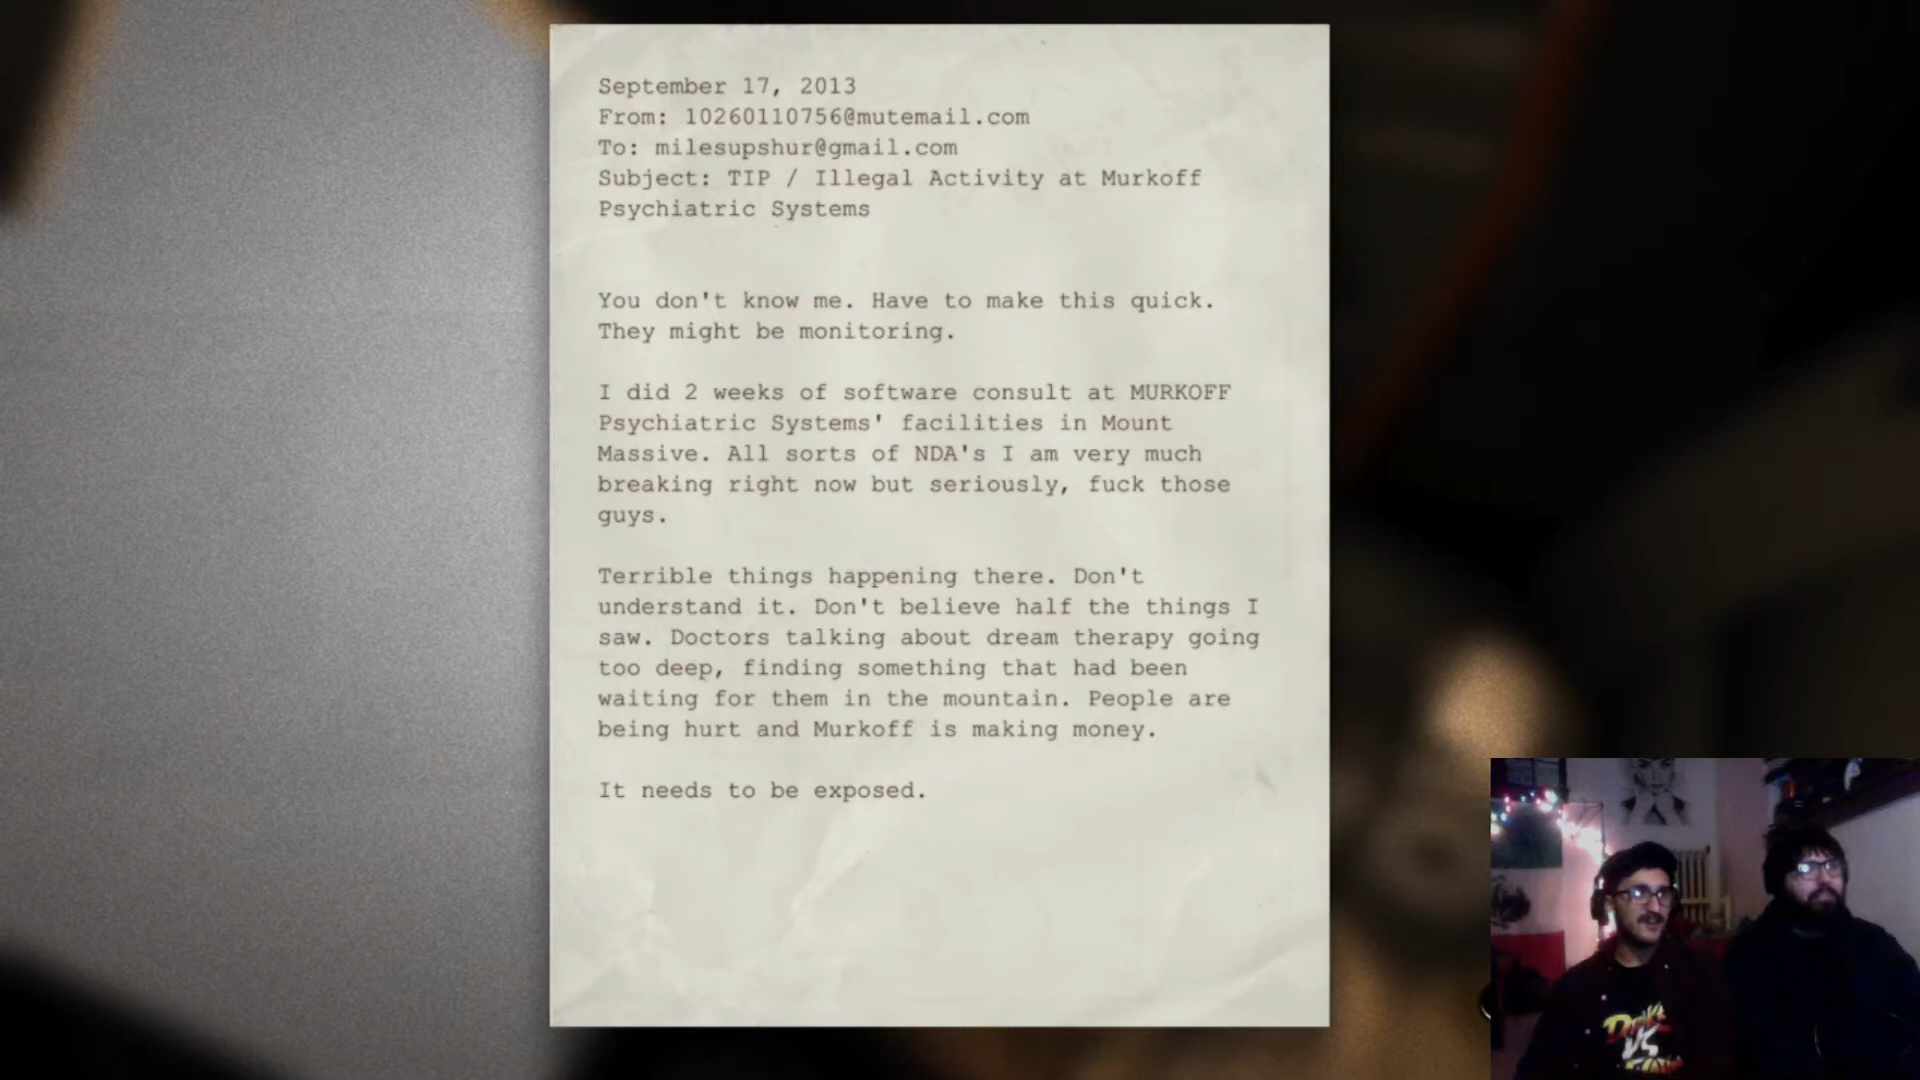 September 17, 2013
From: 10260110756@mutemail.com
To: milesupshur@gmail.com
Subject: TIP / Illegal Activity at Murkoff
Psychiatric Systems
You don't know me. Have to make this quick.
They might be monitoring.
I did 2 weeks of software consult at MURKOFF
Psychiatric Systems' facilities in Mount
Massive. All sorts of NDA's I am very much
breaking right now but seriously, fuck those
guys.
Terrible things happening there. Don't
understand it. Don't believe half the things I
saw. Doctors talking about dream therapy going
too deep, finding something that had been
waiting for them in the mountain. People are
being hurt and Murkoff is making money.
It needs to be exposed.
VS